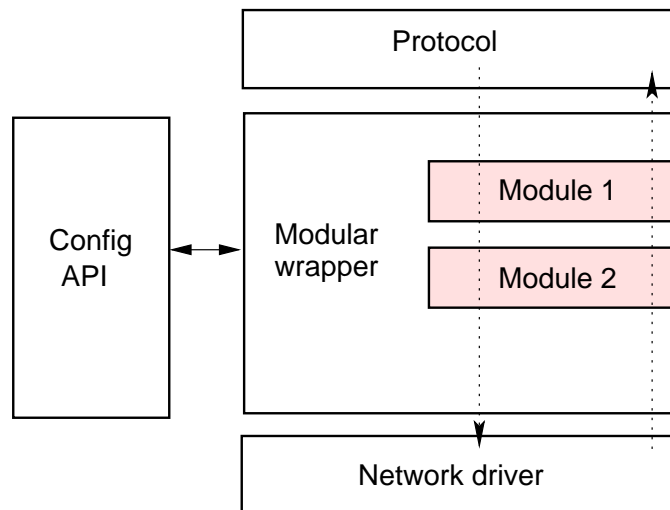 Protocol
Config
API
Modular
wrapper
Module 1
Module 2
Network driver